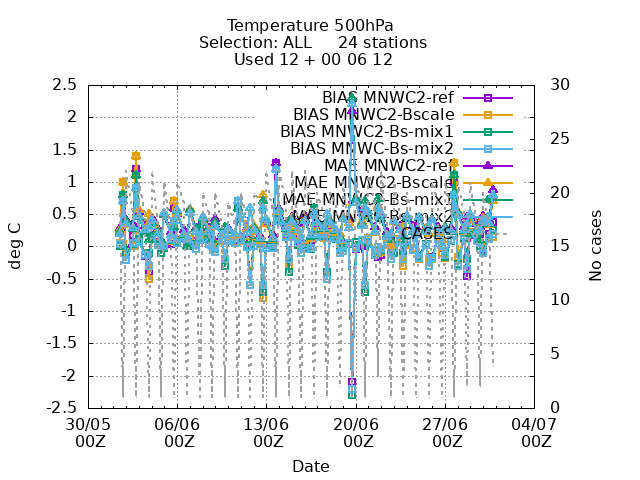 Temperature 500hPa
Selection: ALL 24 stations
Used 12 + 00 06 12
2.5
2
1.5
1
0.5
0
-0.5
-1
-1.5
-2
-2.5
deg C
30
25
20
15
10
5
0
No cases
BIAS MNWC2-ref
BIAS MNWC2-Bscale
BIAS MNWC2-Bs-mix1
BIAS MNWC-Bs-mix2
MAE MNWC2-ref
MAE MNWC2-Bscale
MAE MNWC2-Bs-mix1
MAE MNWC-Bs-mix2
CASES
30/05 06/06 13/06 20/06 27/06 04/07
00Z 00Z 00Z 00Z 00Z 00Z
Date